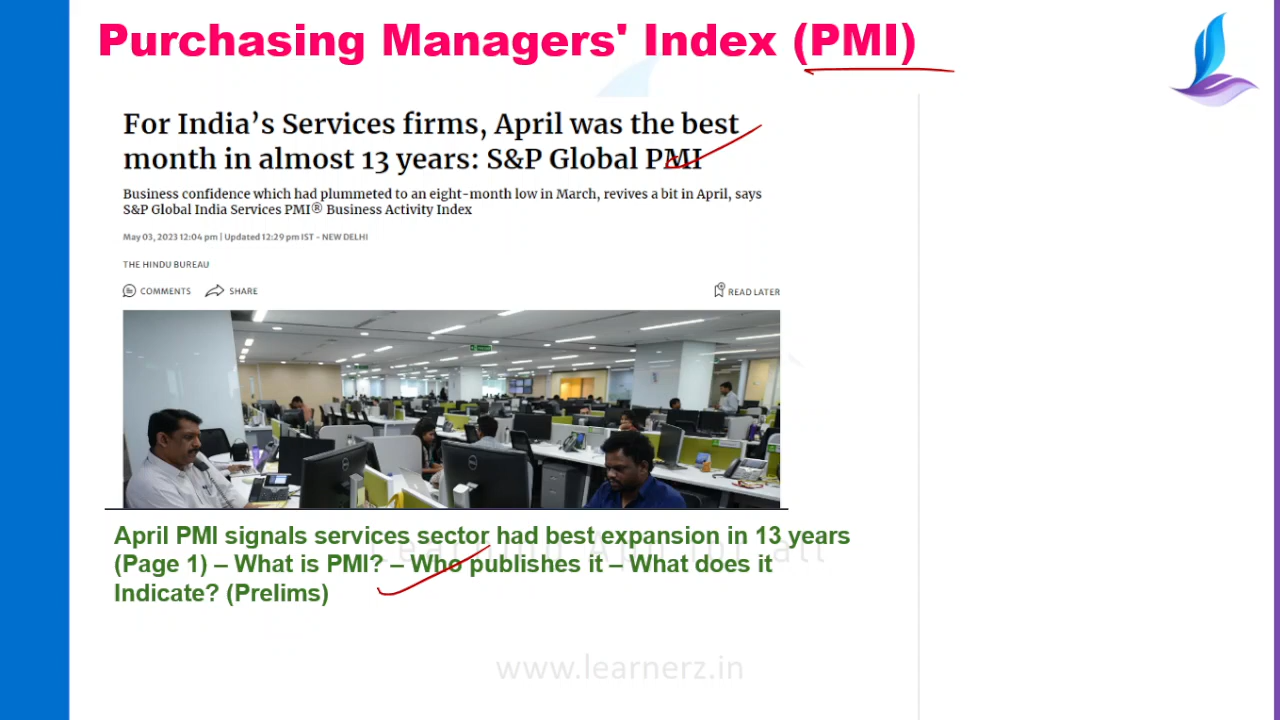 Purchasing Managers' Index (PMI)
For India’s Services firms, April was the best
month in almost 13 years: S&P Global PMI
Business confidence which had plummeted to an eight-month low in March, revives a bit in April, says
S&P Global India Services PMI® Business Activity Index
May 03, 2023 12:04 pm | Updated 12:29 pm IST - NEW DELHI
THE HINDU BUREAU
COMMENTS SHARE READ LATER
April PMI signals services sector had best expansion in 13 years
(Page 1) – What is PMI? – Who publishes it – What does it
Indicate? (Prelims)
Learning App for all
www.learnerz.in